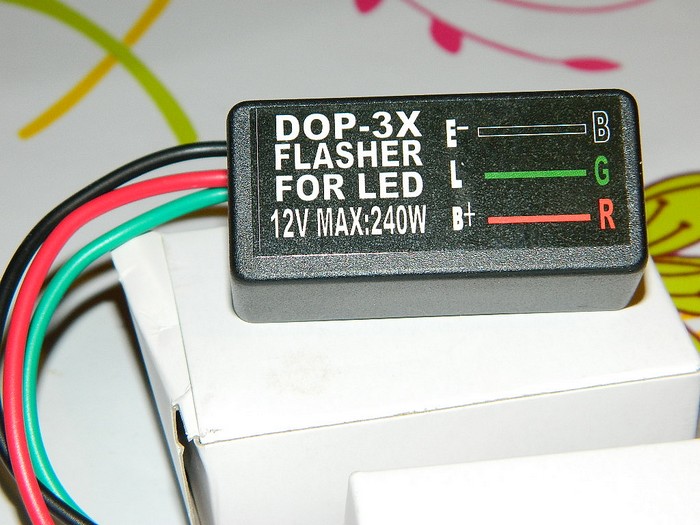 DOP-3X
FLASHER
FOR LED
12V MAX:240W
E- B
L G
B+ R